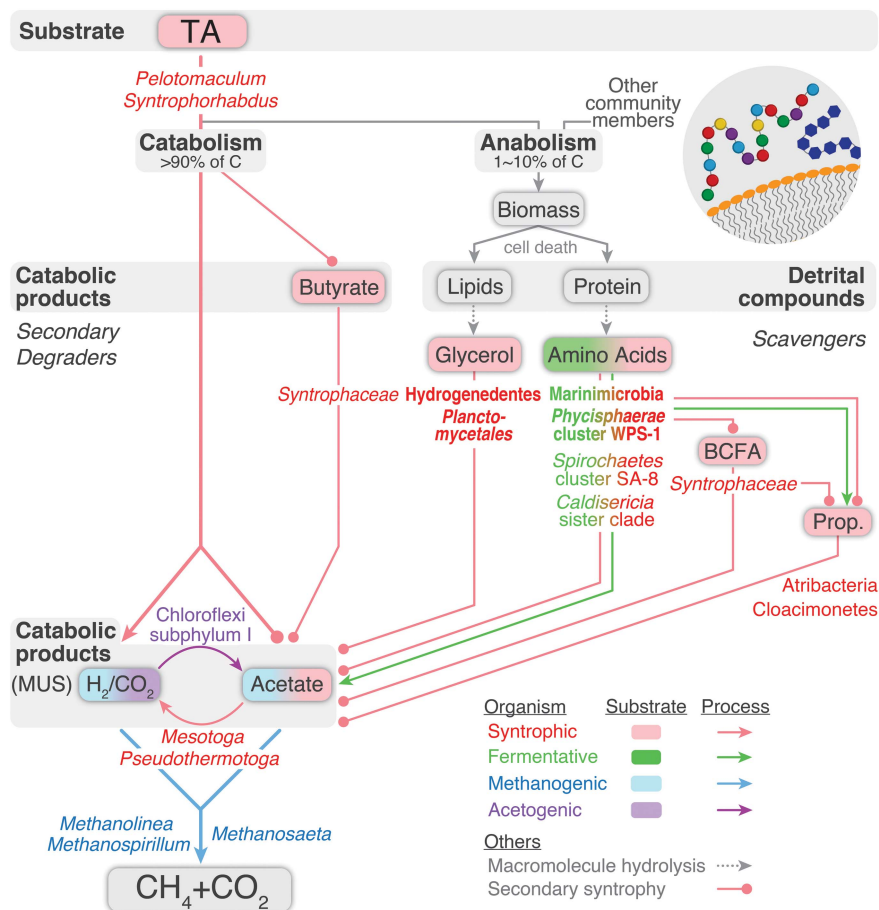 Substrate
TA
Pelotomaculum
Syntrophorhabdus
Other
community
members
Catabolism
>90% of C
Anabolism
1~10% of C
Biomass
cell death
Catabolic
products
Butyrate
Lipids
Protein
Detrital
compounds
Secondary
Degraders
Scavengers
Glycerol
Amino Acids
Syntrophaceae
Hydrogenedentes
Plancto-
mycetales
Marinimicrobia
Phycisphaerae
cluster WPS-1
Spirochaetes
cluster SA-8
Caldisericia
sister clade
BCFA
Syntrophaceae
Prop.
Atribacteria
Cloacimonetes
Catabolic
products
(MUS)
Chloroflexi
subphylum I
H₂/CO₂
Acetate
Mesotoga
Pseudothermotoga
Methanolinea
Methanospirillum
Methanosaeta
CH₄+CO₂
Organism Substrate Process
Syntrophic
Fermentative
Methanogenic
Acetogenic
Others
Macromolecule hydrolysis
Secondary syntrophy